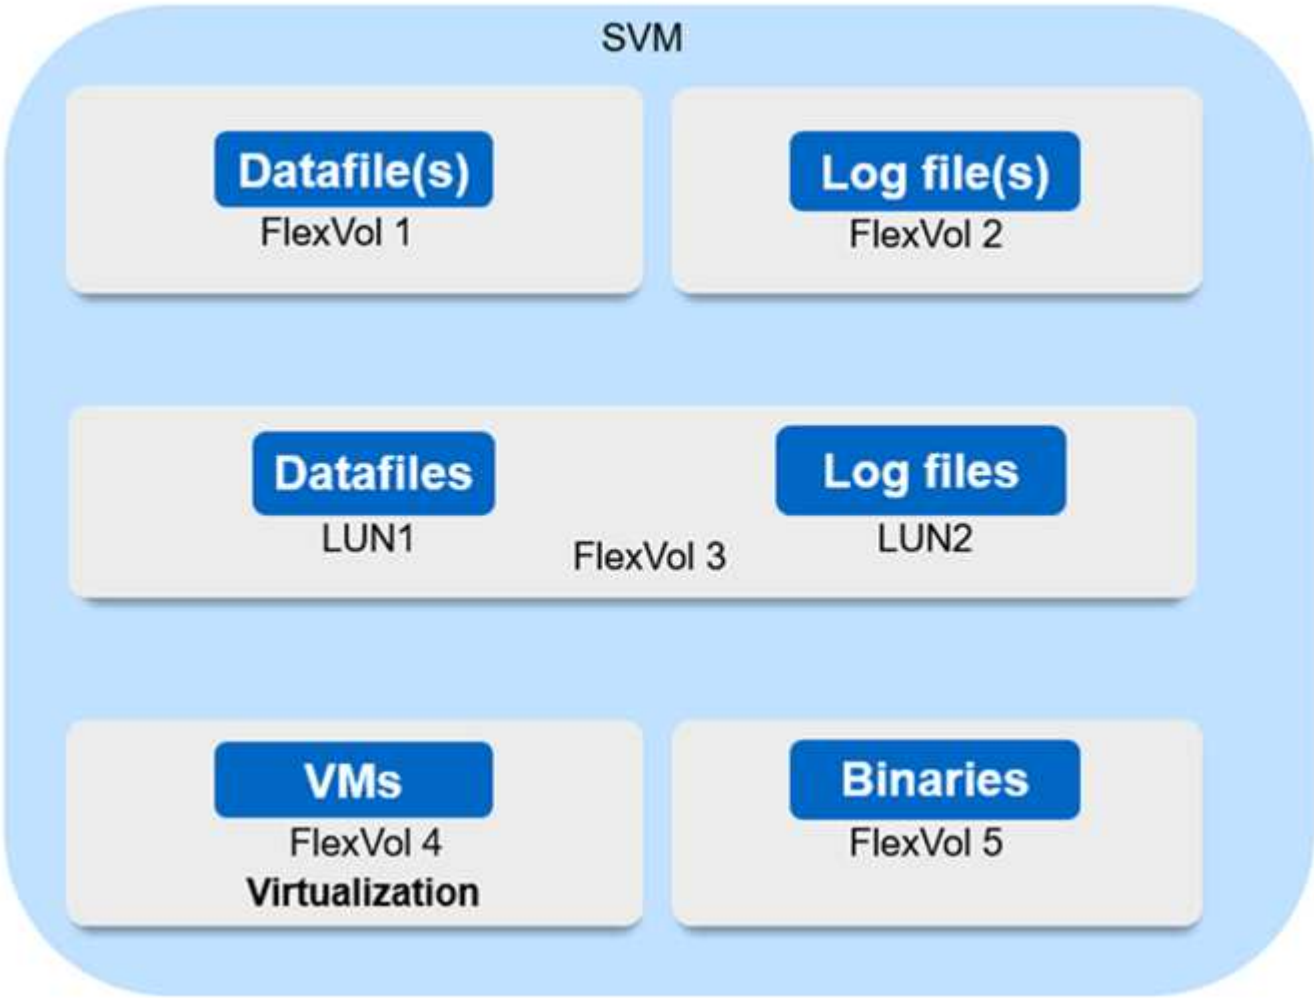 SVM
Datafile(s)
FlexVol 1
Log file(s)
FlexVol 2
Datafiles
LUN1
Log files
LUN2
FlexVol 3
VMs
FlexVol 4
Virtualization
Binaries
FlexVol 5